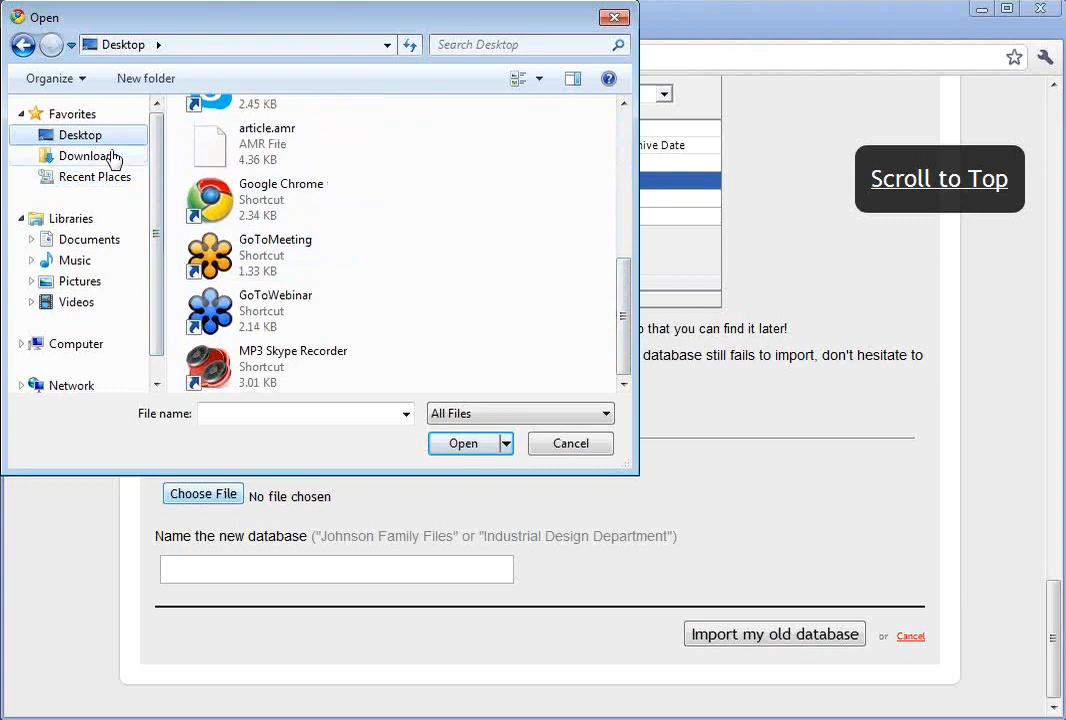 Open
Desktop
Search Desktop
Organize
New folder
Favorites
Desktop
Downloads
Recent Places
Libraries
Documents
Music
Pictures
Videos
Computer
Network
2.45 KB
article.amr
AMR File
4.36 KB
Google Chrome
Shortcut
2.34 KB
GoToMeeting
Shortcut
1.33 KB
GoToWebinar
Shortcut
2.14 KB
MP3 Skype Recorder
Shortcut
3.01 KB
File name:
All Files
Open
Cancel
hive Date
Scroll to Top
o that you can find it later!
database still fails to import, don't hesitate to
Choose File No file chosen
Name the new database ("Johnson Family Files" or "Industrial Design Department")
Import my old database or Cancel